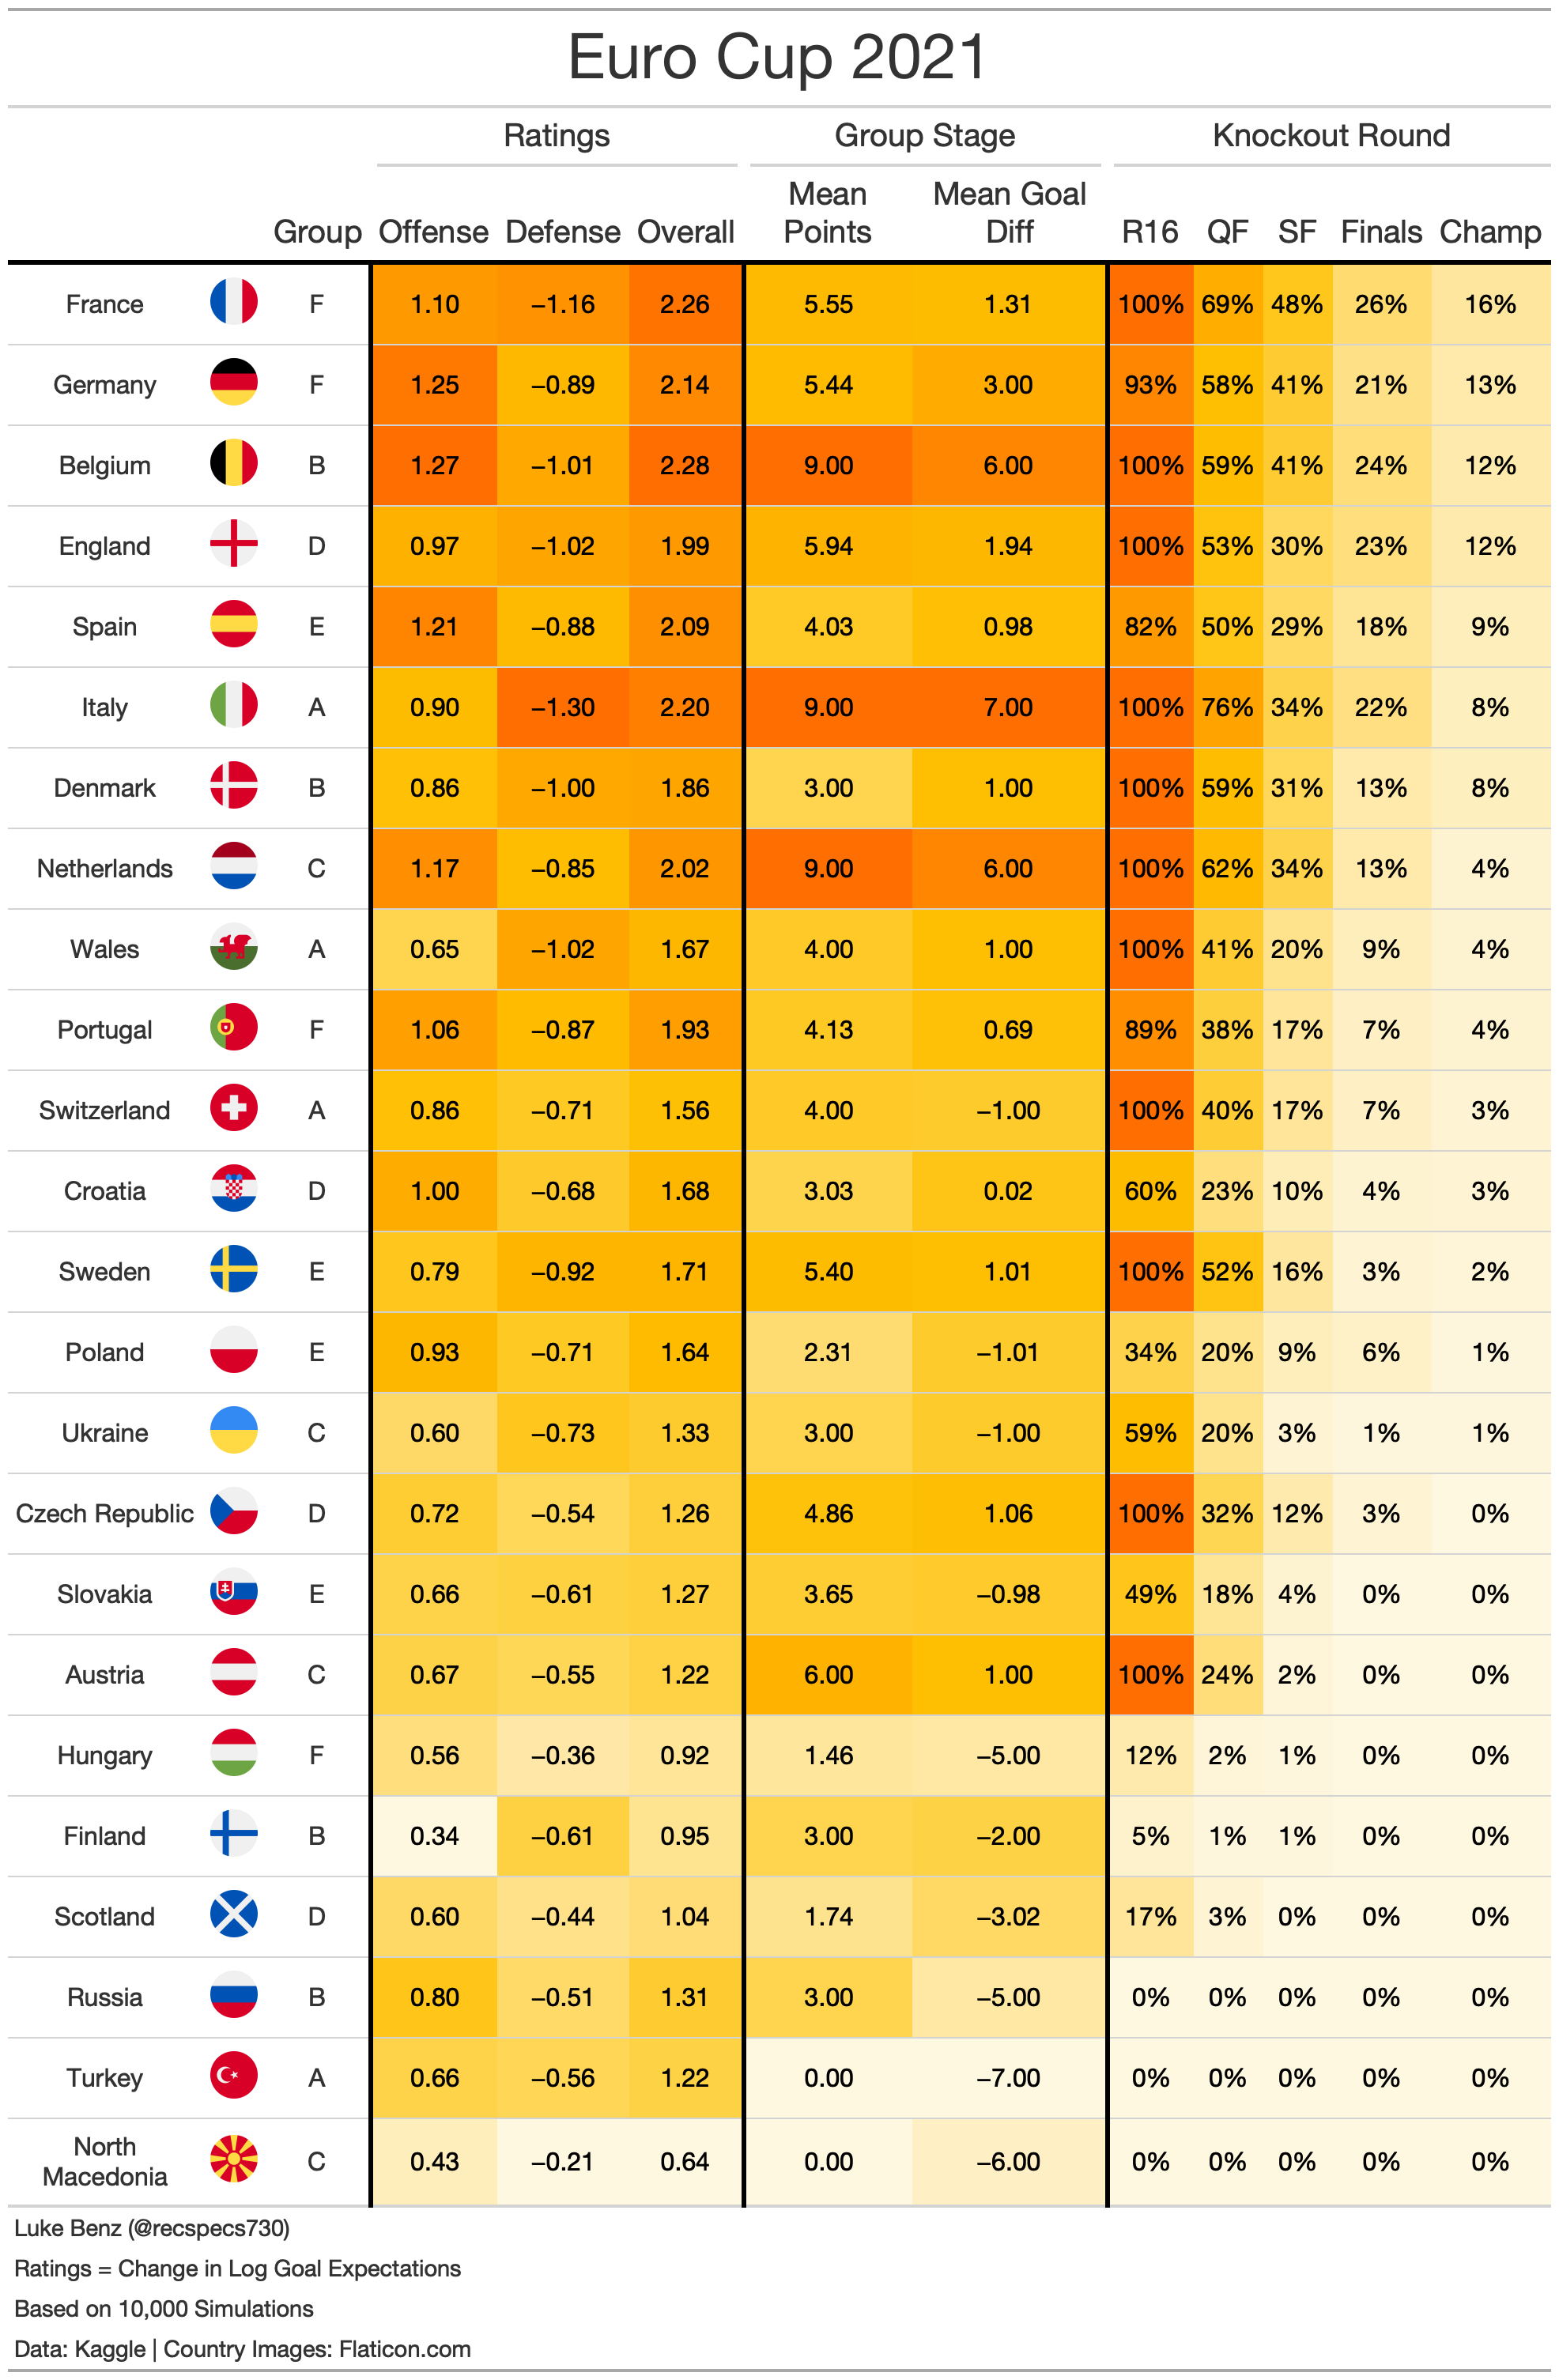 Euro Cup 2021
Ratings Group Stage Knockout Round
Mean Mean Goal
Group Offense Defense Overall Points Diff R16 QF SF Finals Champ
France F 1.10 −1.16 2.26 5.55 1.31 100% 69% 48% 26% 16%
Germany F 1.25 −0.89 2.14 5.44 3.00 93% 58% 41% 21% 13%
Belgium B 1.27 −1.01 2.28 9.00 6.00 100% 59% 41% 24% 12%
England D 0.97 −1.02 1.99 5.94 1.94 100% 53% 30% 23% 12%
Spain E 1.21 −0.88 2.09 4.03 0.98 82% 50% 29% 18% 9%
Italy A 0.90 −1.30 2.20 9.00 7.00 100% 76% 34% 22% 8%
Denmark B 0.86 −1.00 1.86 3.00 1.00 100% 59% 31% 13% 8%
Netherlands C 1.17 −0.85 2.02 9.00 6.00 100% 62% 34% 13% 4%
Wales A 0.65 −1.02 1.67 4.00 1.00 100% 41% 20% 9% 4%
Portugal F 1.06 −0.87 1.93 4.13 0.69 89% 38% 17% 7% 4%
Switzerland A 0.86 −0.71 1.56 4.00 −1.00 100% 40% 17% 7% 3%
Croatia D 1.00 −0.68 1.68 3.03 0.02 60% 23% 10% 4% 3%
Sweden E 0.79 −0.92 1.71 5.40 1.01 100% 52% 16% 3% 2%
Poland E 0.93 −0.71 1.64 2.31 −1.01 34% 20% 9% 6% 1%
Ukraine C 0.60 −0.73 1.33 3.00 −1.00 59% 20% 3% 1% 1%
Czech Republic D 0.72 −0.54 1.26 4.86 1.06 100% 32% 12% 3% 0%
Slovakia E 0.66 −0.61 1.27 3.65 −0.98 49% 18% 4% 0% 0%
Austria C 0.67 −0.55 1.22 6.00 1.00 100% 24% 2% 0% 0%
Hungary F 0.56 −0.36 0.92 1.46 −5.00 12% 2% 1% 0% 0%
Finland B 0.34 −0.61 0.95 3.00 −2.00 5% 1% 1% 0% 0%
Scotland D 0.60 −0.44 1.04 1.74 −3.02 17% 3% 0% 0% 0%
Russia B 0.80 −0.51 1.31 3.00 −5.00 0% 0% 0% 0% 0%
Turkey A 0.66 −0.56 1.22 0.00 −7.00 0% 0% 0% 0% 0%
North
Macedonia C 0.43 −0.21 0.64 0.00 −6.00 0% 0% 0% 0% 0%
Luke Benz (@recspecs730)
Ratings = Change in Log Goal Expectations
Based on 10,000 Simulations
Data: Kaggle | Country Images: Flaticon.com